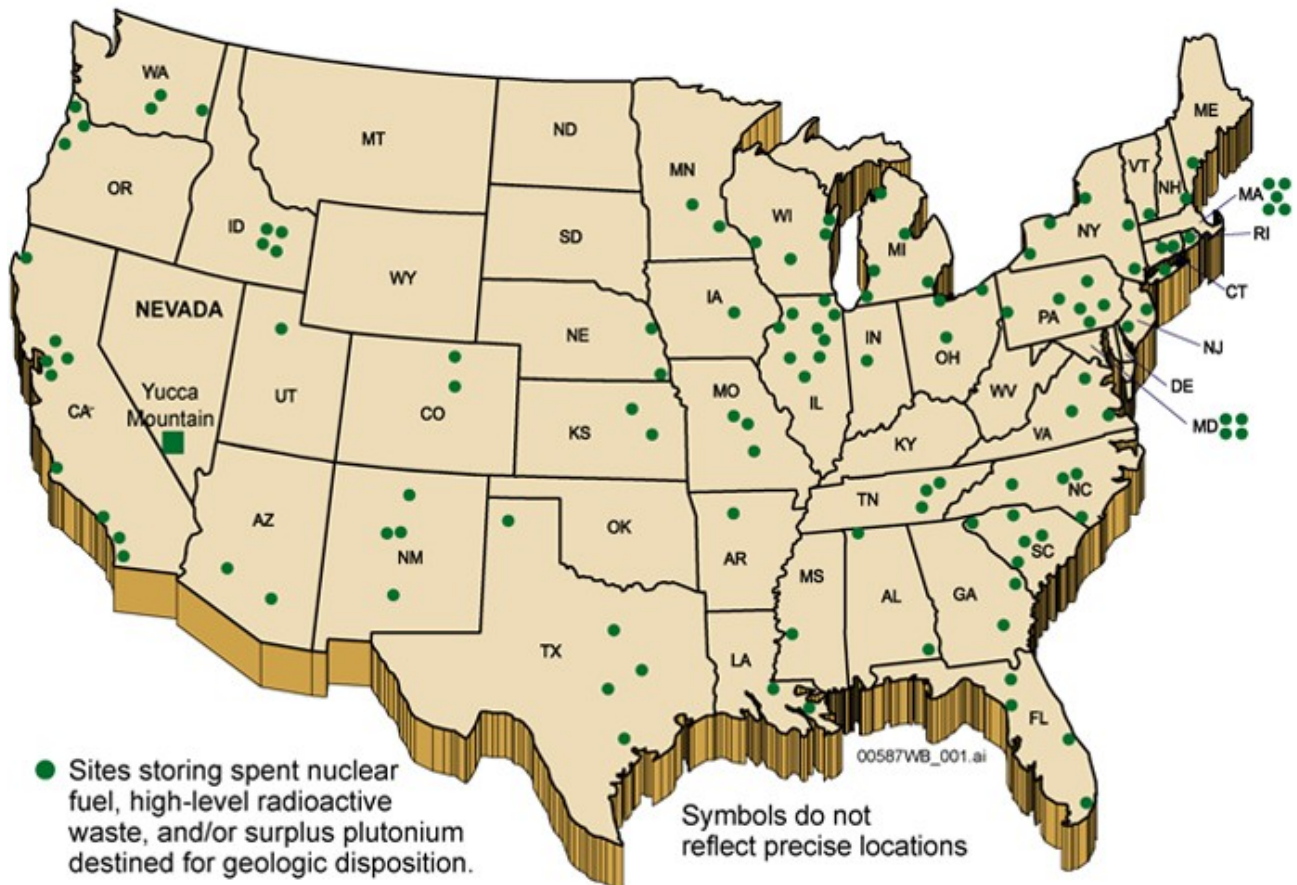 WA
MT
ND
MN
ME
VT
NH
MA
RI
CT
NJ
DE
MD
OR
ID
SD
WI
MI
NY
WY
IA
NE
NEVADA
Yucca
Mountain
UT
CO
CA
KS
MO
IL
IN
OH
PA
WV
VA
KY
TN
NC
SC
AZ
NM
OK
AR
MS
AL
GA
TX
LA
FL
00587WB_001.ai
Sites storing spent nuclear
fuel, high-level radioactive
waste, and/or surplus plutonium
destined for geologic disposition.
Symbols do not
reflect precise locations